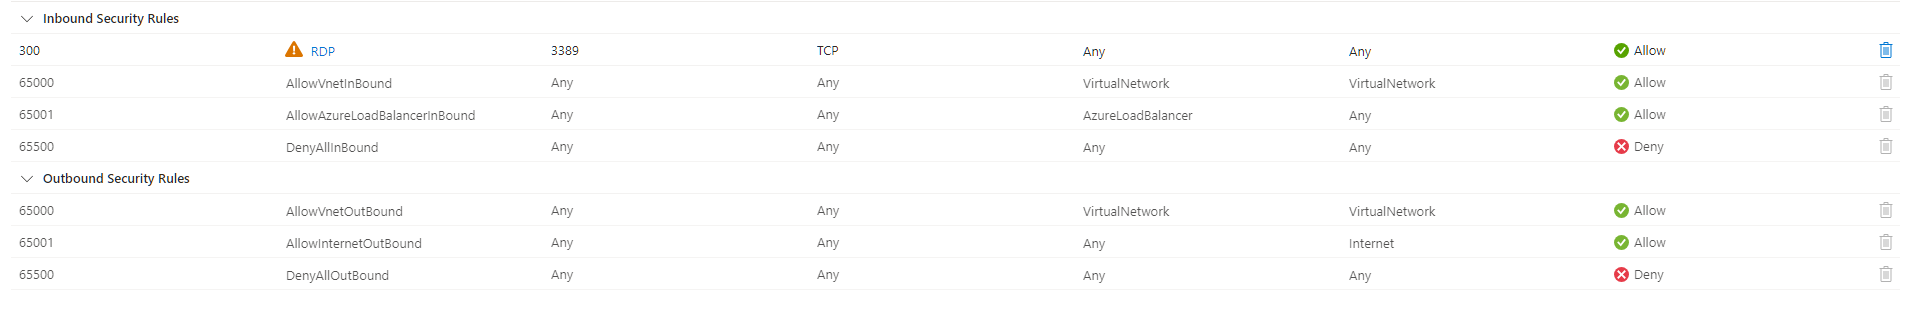 Inbound Security Rules
300 RDP 3389 TCP Any Any Allow
65000 AllowVnetInBound Any Any VirtualNetwork VirtualNetwork Allow
65001 AllowAzureLoadBalancerInBound Any Any AzureLoadBalancer Any Allow
65500 DenyAllInBound Any Any Any Any Deny
Outbound Security Rules
65000 AllowVnetOutBound Any Any VirtualNetwork VirtualNetwork Allow
65001 AllowInternetOutBound Any Any Any Internet Allow
65500 DenyAllOutBound Any Any Any Any Deny